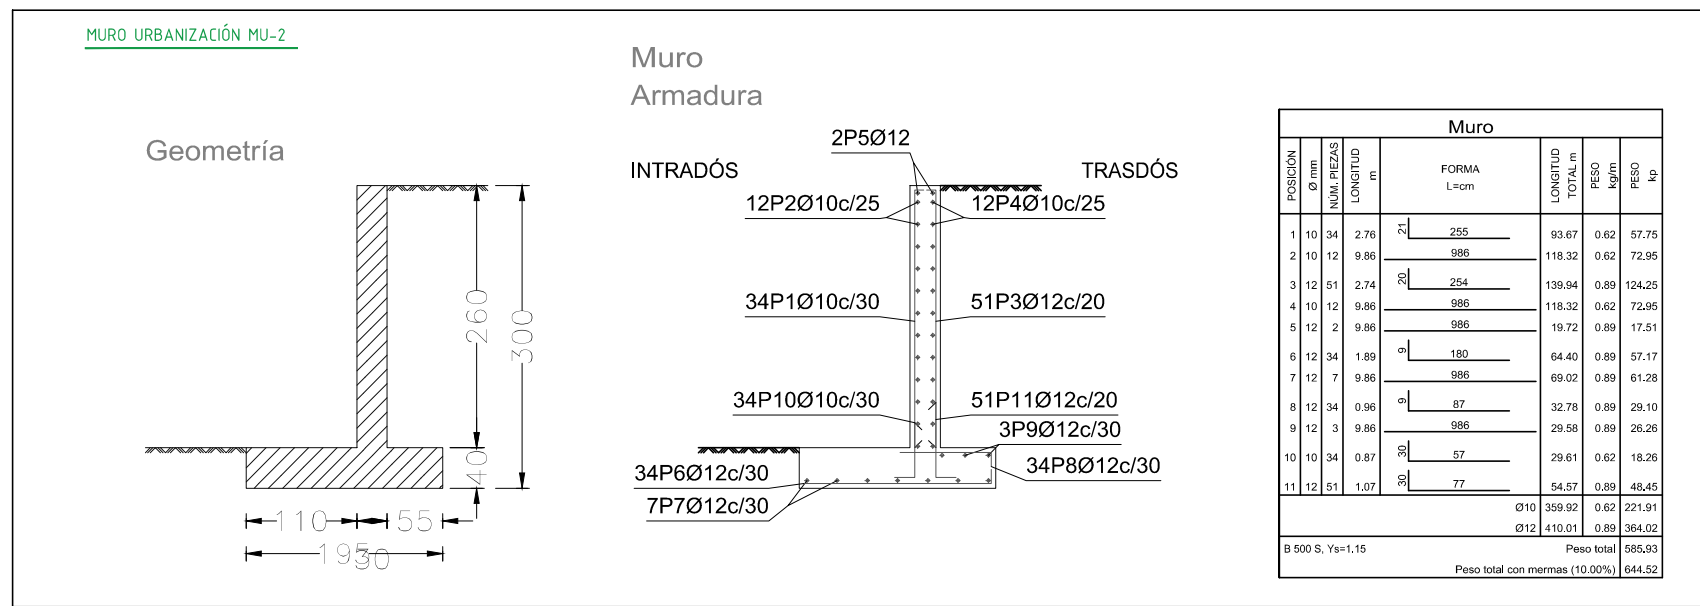 MURO URBANIZACIÓN MU-2
Muro
Armadura
Geometría
260
300
40
110
55
195
30
2P5Ø12
INTRADÓS
TRASDÓS
12P2Ø10c/25
12P4Ø10c/25
34P1Ø10c/30
51P3Ø12c/20
34P10Ø10c/30
51P11Ø12c/20
3P9Ø12c/30
34P6Ø12c/30
34P8Ø12c/30
7P7Ø12c/30
Muro
POSICIÓN Ø mm NÚM. PIEZAS LONGITUD m FORMA L=cm LONGITUD TOTAL m PESO kg/m PESO kp
1 10 34 2.76 21 255 93.67 0.62 57.75
2 10 12 9.86 986 118.32 0.62 72.95
3 12 51 2.74 20 254 139.94 0.89 124.25
4 10 12 9.86 986 118.32 0.62 72.95
5 12 2 9.86 986 19.72 0.89 17.51
6 12 34 1.89 9 180 64.40 0.89 57.17
7 12 7 9.86 986 69.02 0.89 61.28
8 12 34 0.96 9 87 32.78 0.89 29.10
9 12 3 9.86 986 29.58 0.89 26.26
10 10 34 0.87 30 57 29.61 0.62 18.26
11 12 51 1.07 30 77 54.57 0.89 48.45
Ø10 359.92 0.62 221.91
Ø12 410.01 0.89 364.02
B 500 S, Ys=1.15 Peso total 585.93
Peso total con mermas (10.00%) 644.52